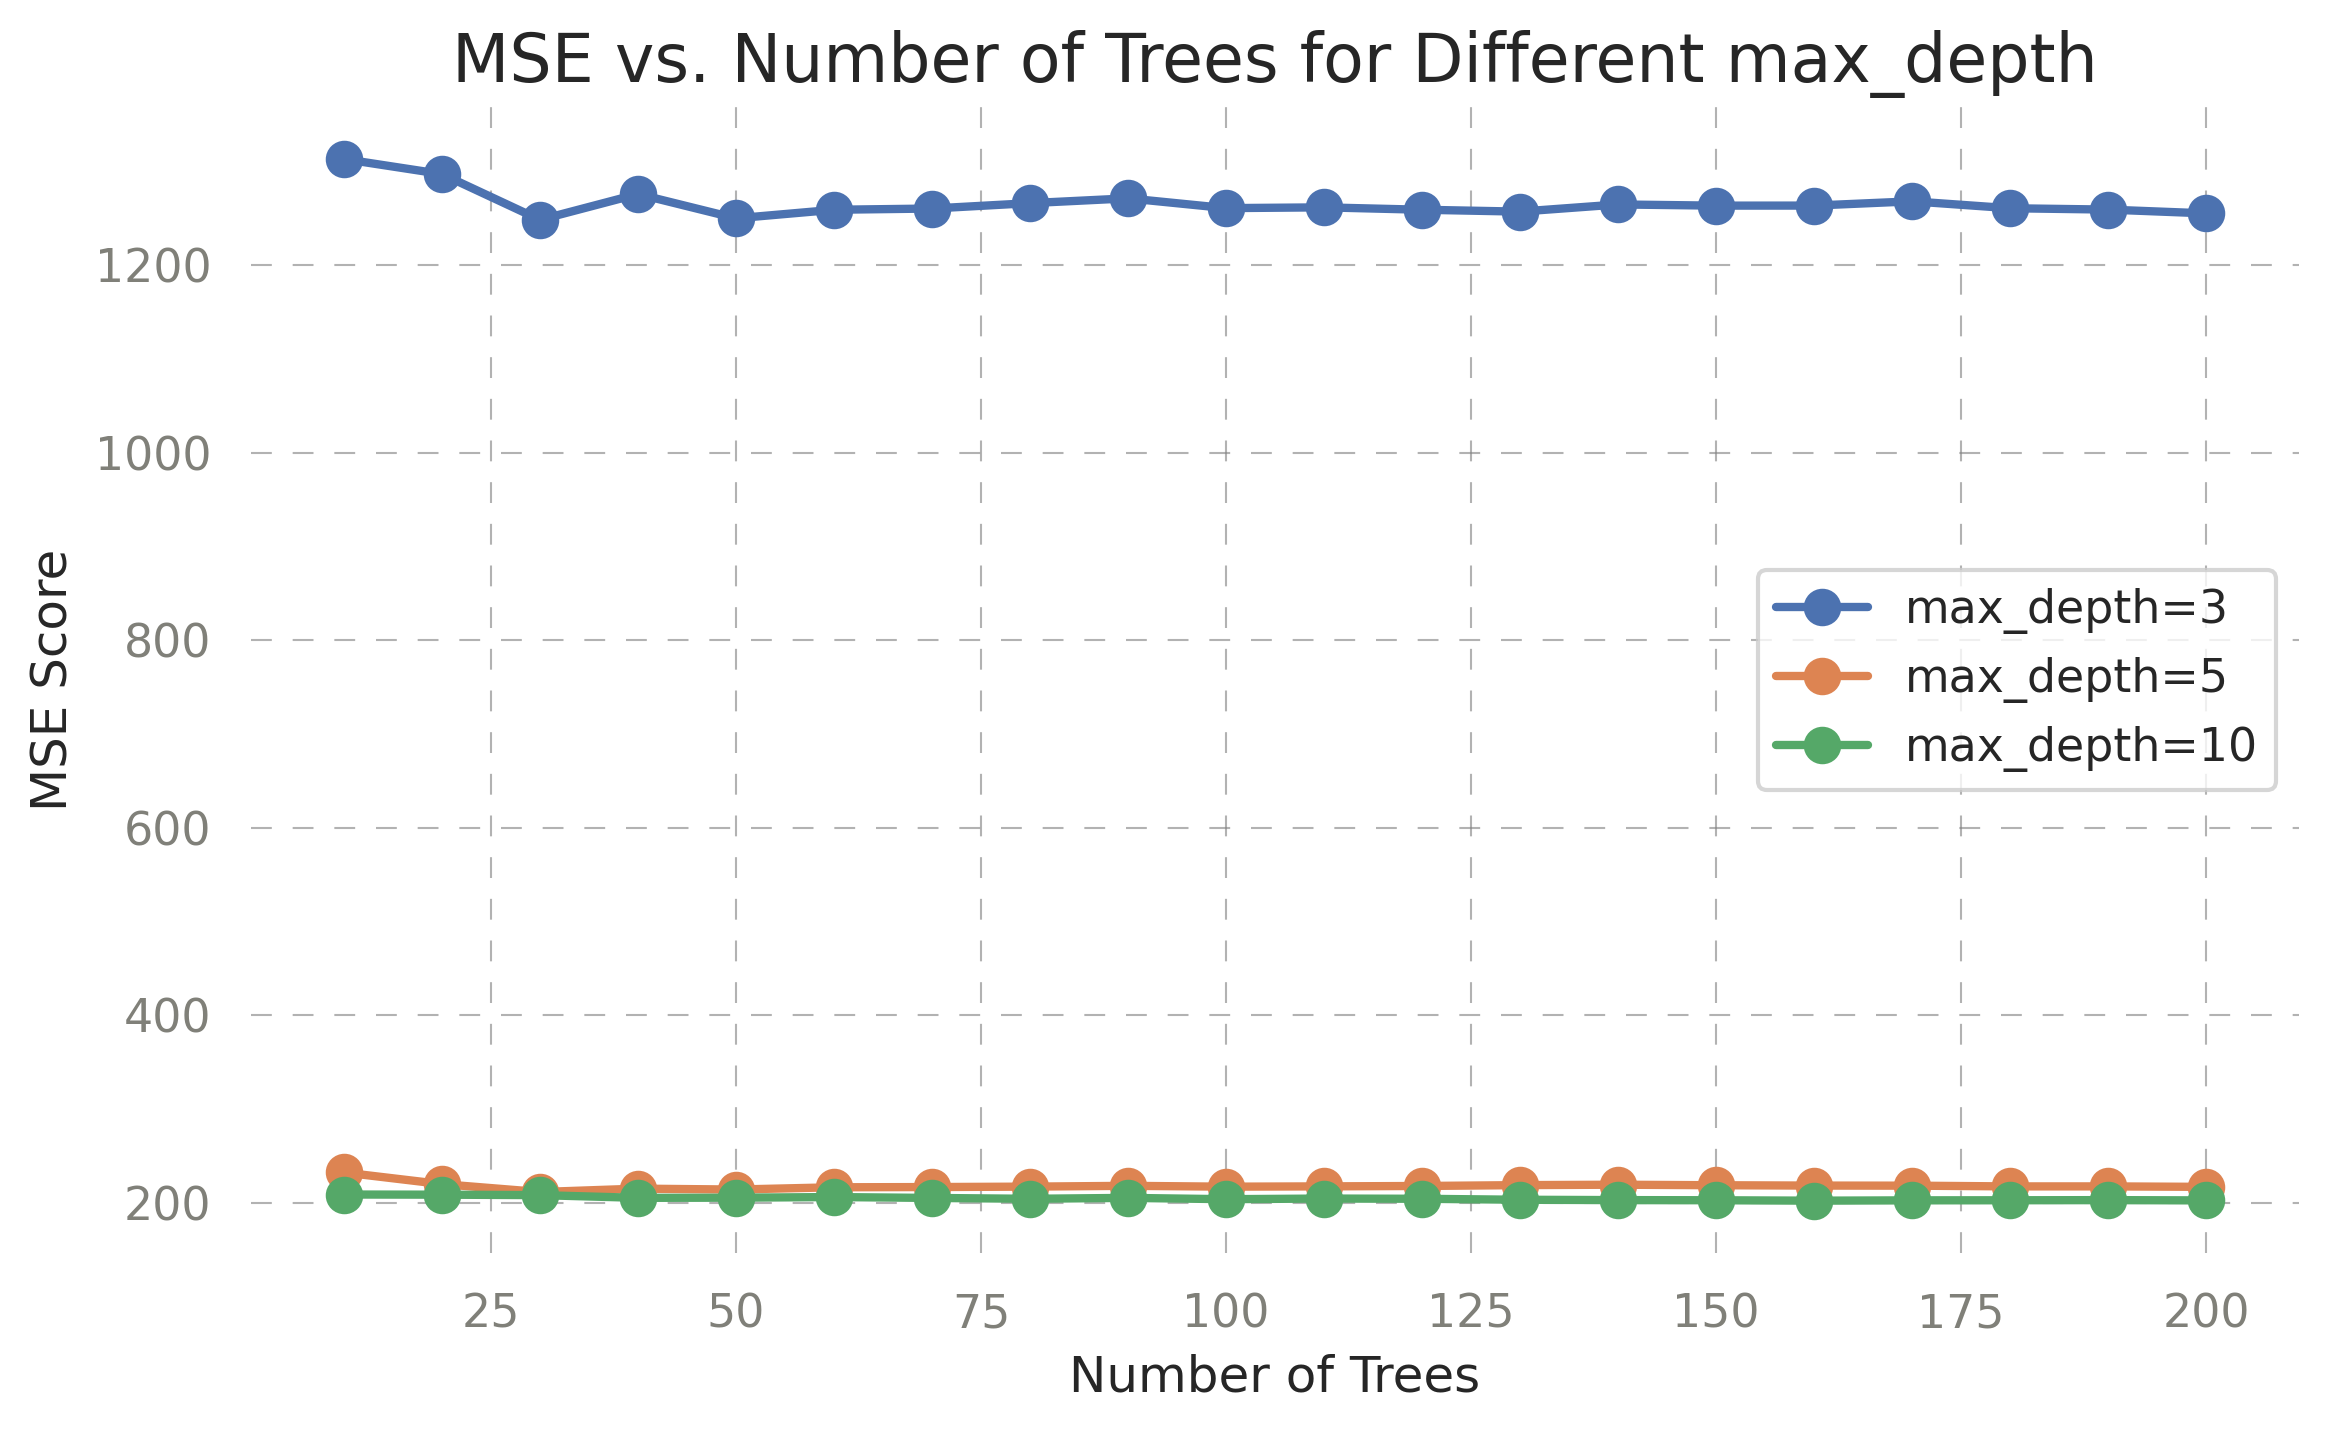 MSE vs. Number of Trees for Different max_depth
1200
1000
800
600
400
200
MSE Score
max_depth=3
max_depth=5
max_depth=10
25 50 75 100 125 150 175 200
Number of Trees